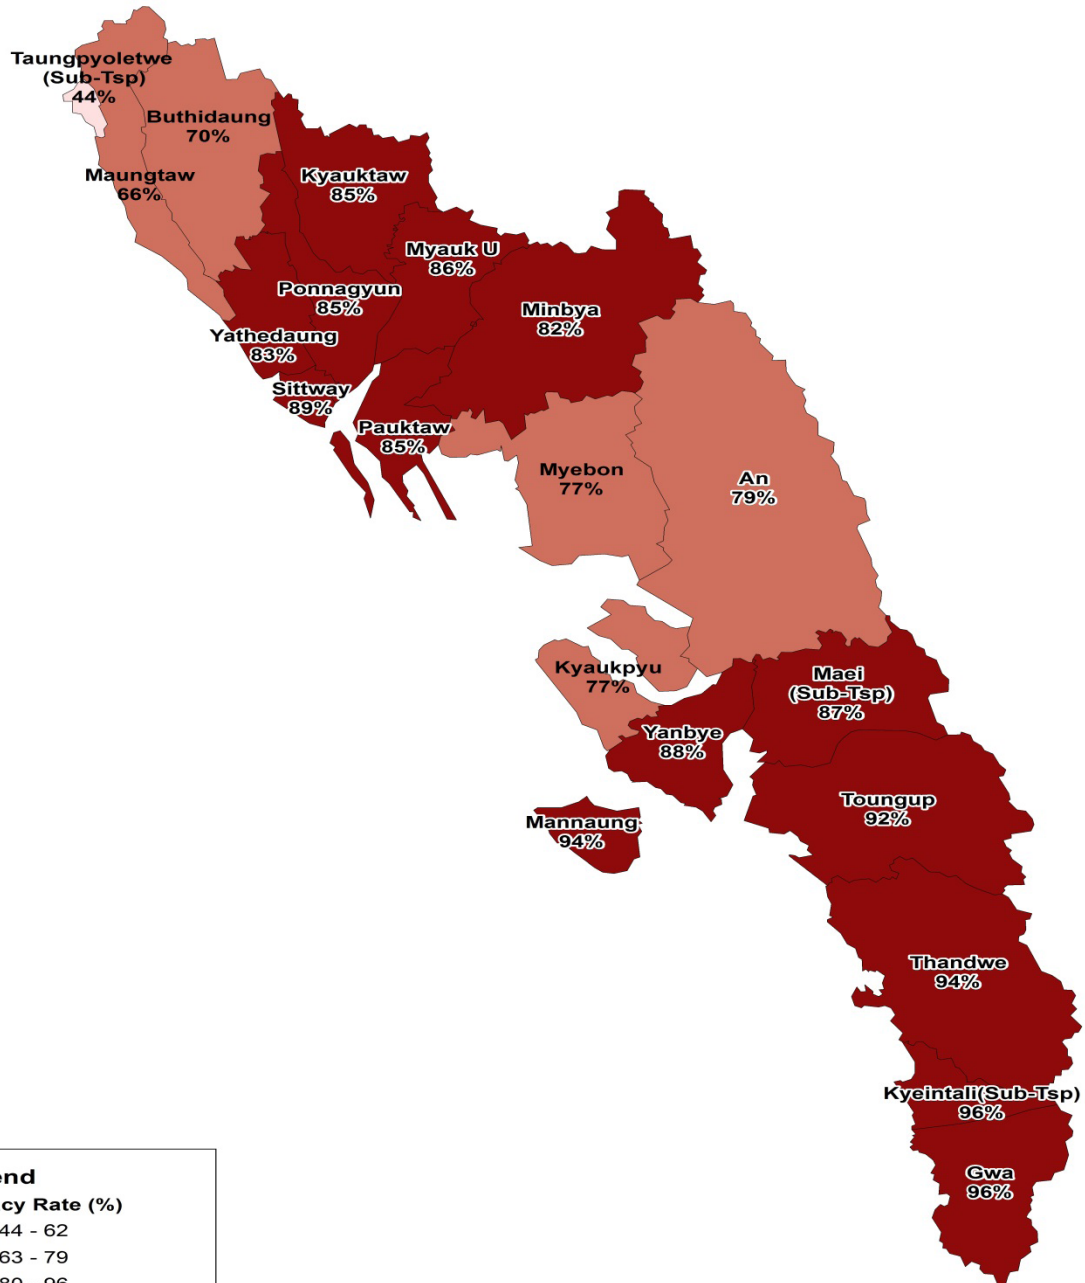 Taungpyoletwe
(Sub-Tsp)
44%
Buthidaung
70%
Maungtaw
66%
Kyauktaw
85%
Myauk U
86%
Ponnagyun
85%
Minbya
82%
Yathedaung
83%
Sittway
89%
Pauktaw
85%
Myebon
77%
An
79%
Kyaukpyu
77%
Maei
(Sub-Tsp)
87%
Yanbye
88%
Toungup
92%
Mannaung
94%
Thandwe
94%
Kyeintali(Sub-Tsp)
96%
Gwa
96%
end
cy Rate (%)
44 - 62
63 - 79
80 - 96